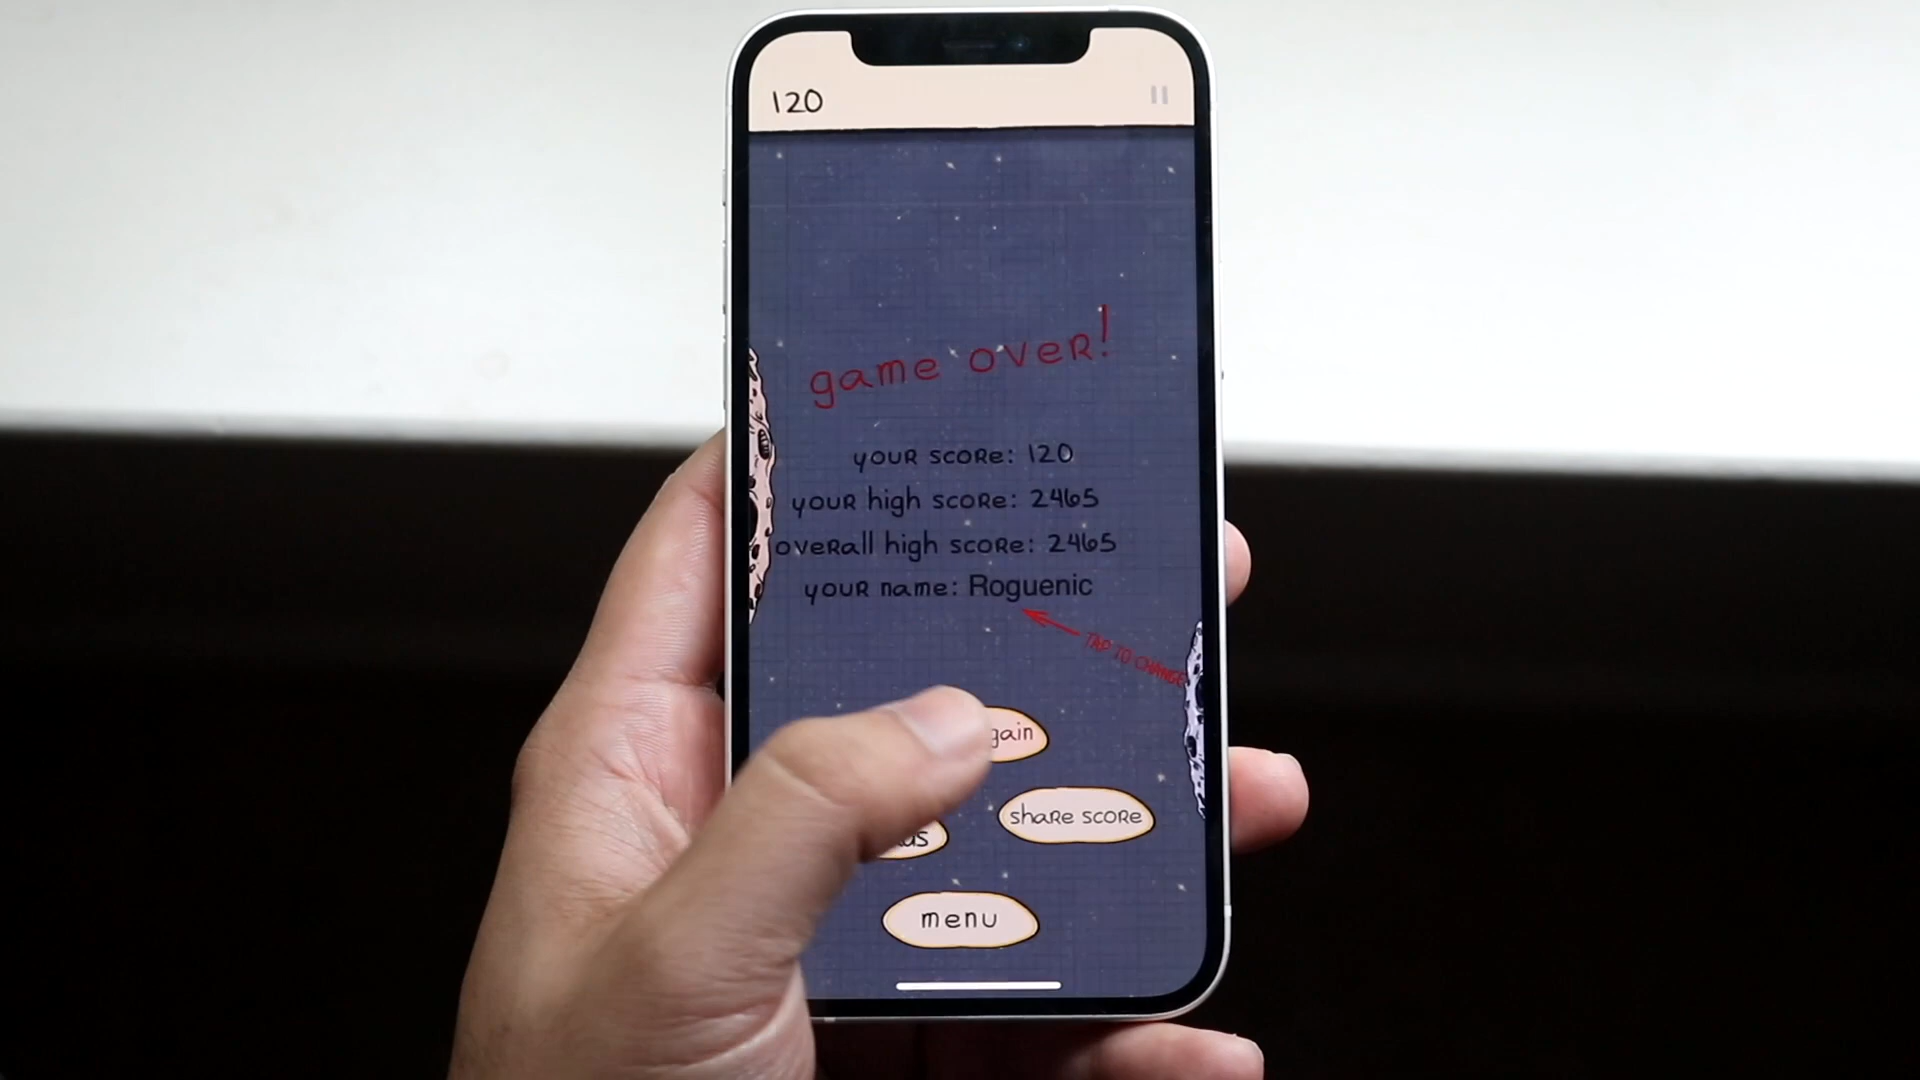 120
game over!
your score: 120
your high score: 2465
overall high score: 2465
your name: Roguenic
TAP TO CHANGE
share score
menu